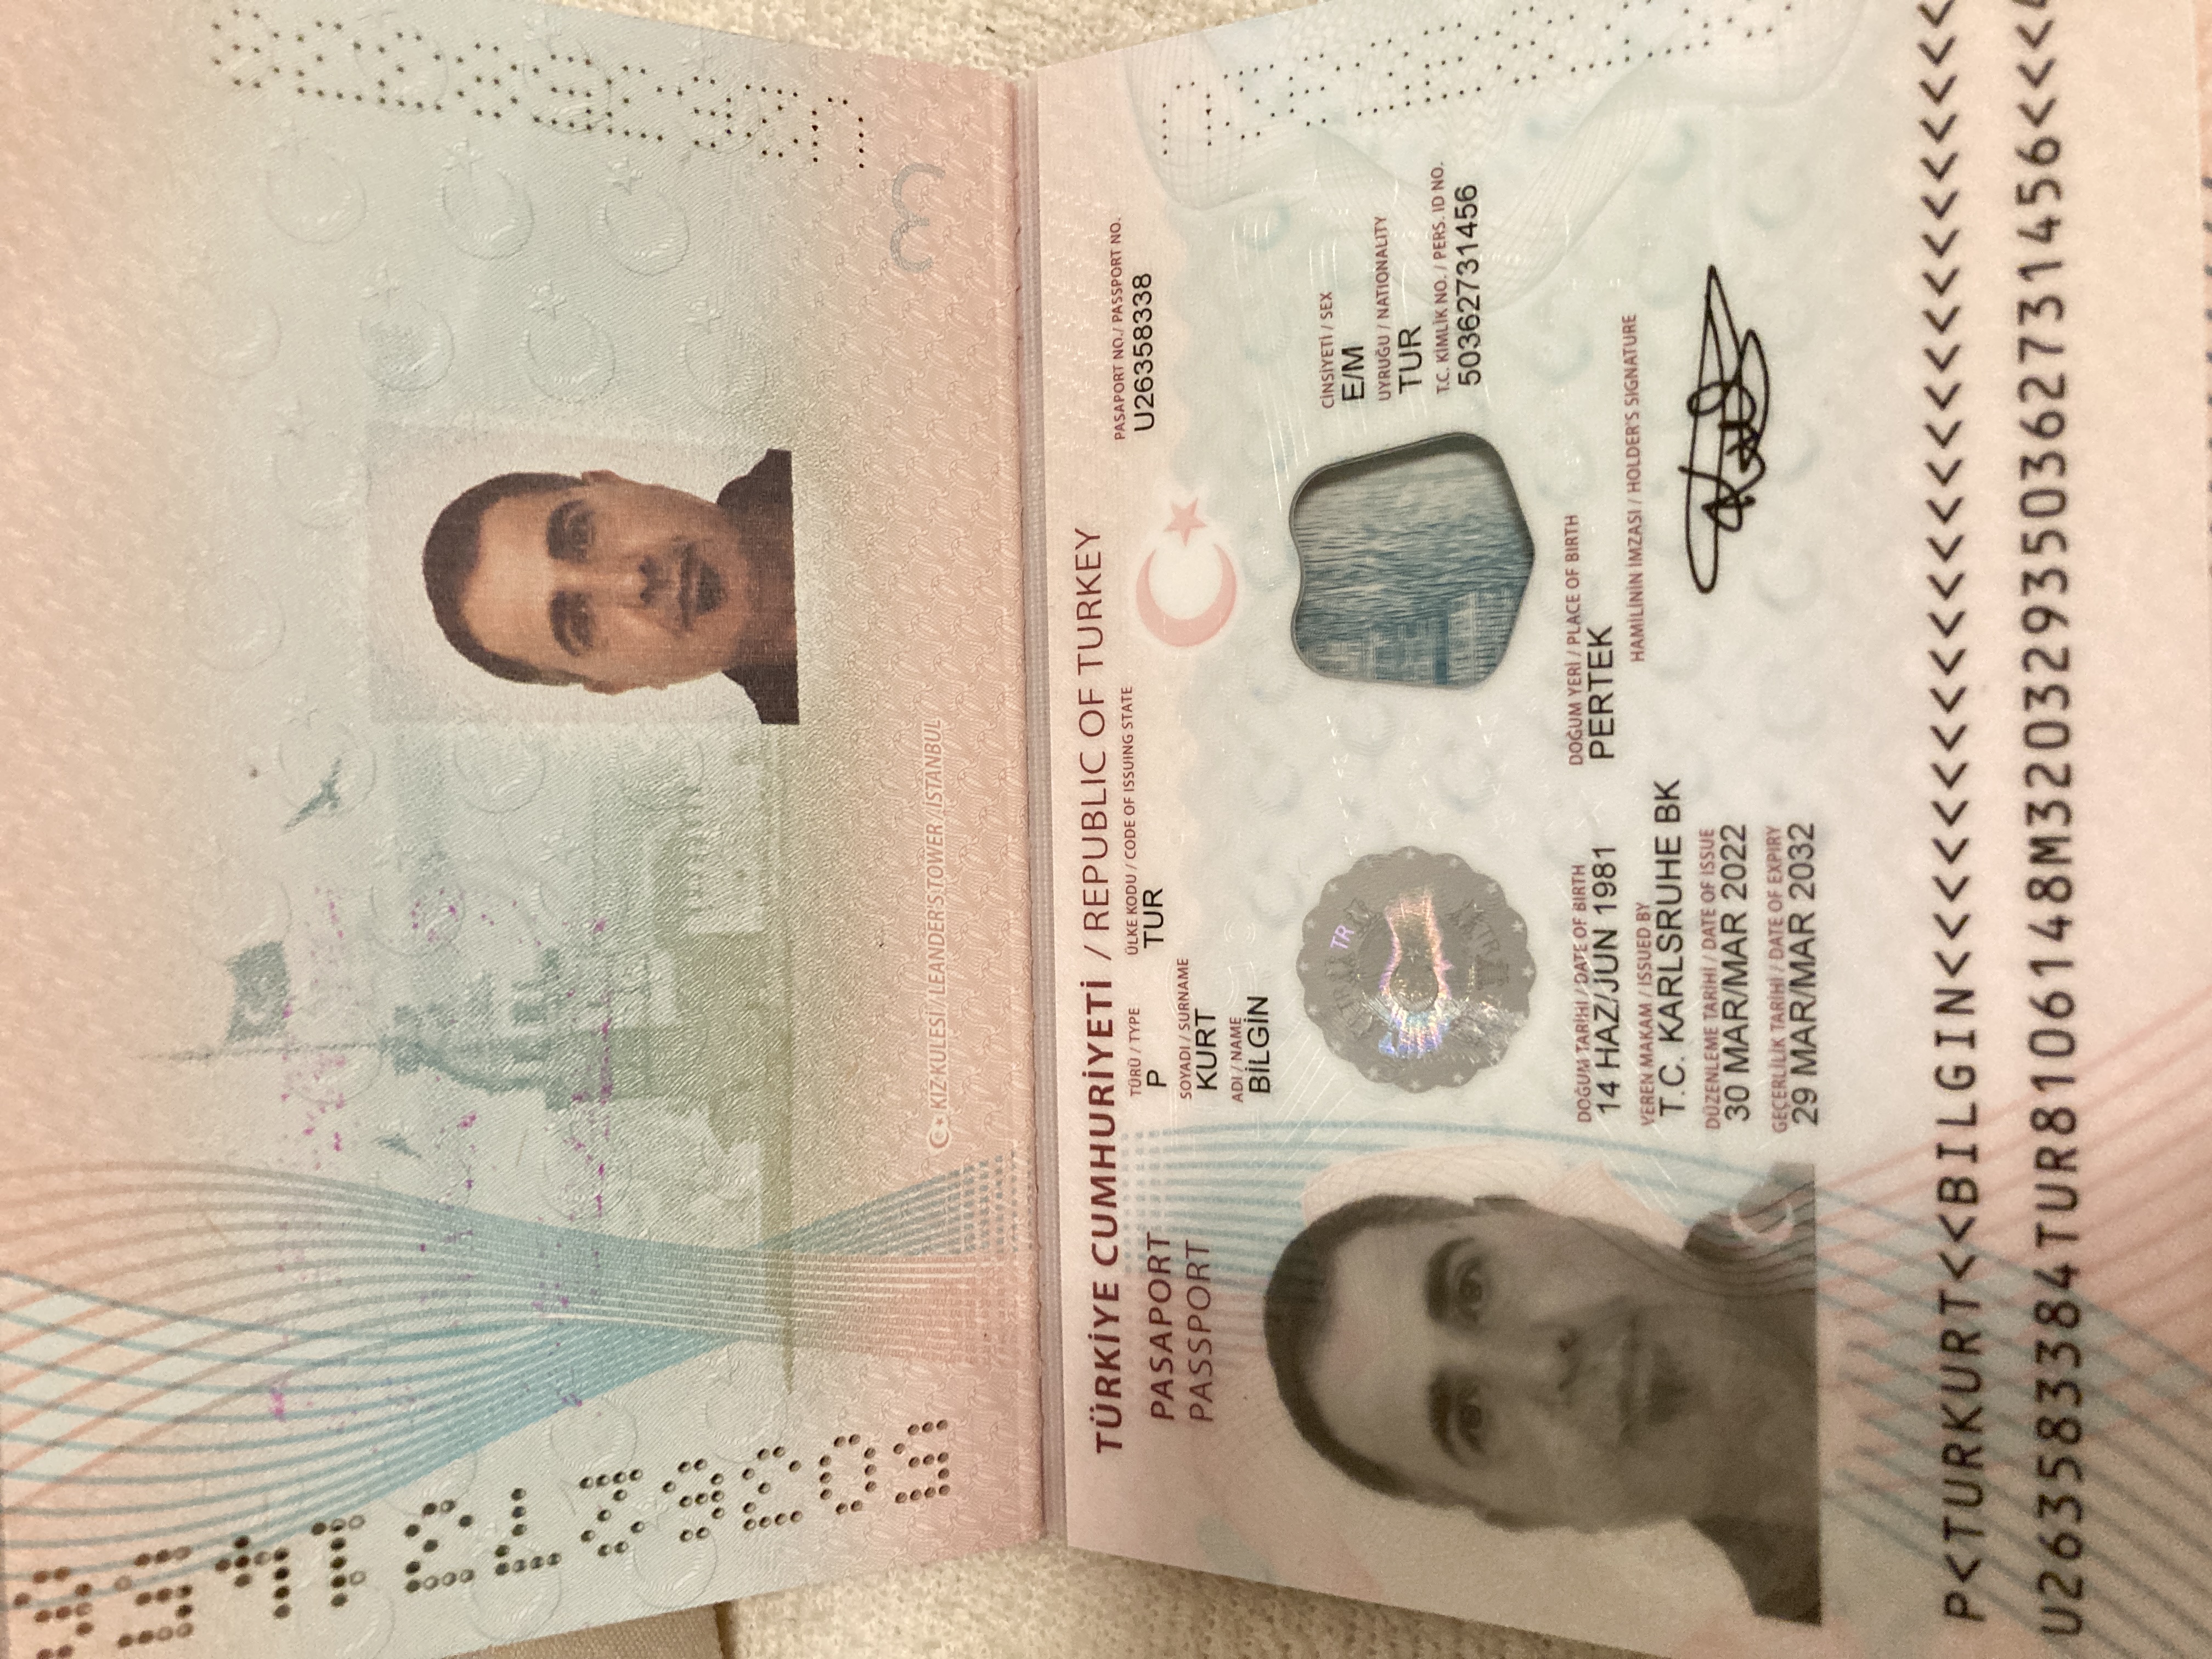 KIZ KULESİ / LEANDER'S TOWER / İSTANBUL
3
TÜRKİYE CUMHURİYETİ / REPUBLIC OF TURKEY
PASAPORT
PASSPORT
TÜRÜ / TYPE
P
ÜLKE KODU / CODE OF ISSUING STATE
TUR
PASAPORT NO./ PASSPORT NO.
U26358338
SOYADI / SURNAME
KURT
ADI / NAME
BİLGİN
TR
CİNSİYETİ / SEX
E/M
UYRUĞU / NATIONALITY
TUR
T.C. KİMLİK NO. / PERS. ID NO.
50362731456
DOĞUM TARİHİ / DATE OF BIRTH
14 HAZ/JUN 1981
DOĞUM YERİ / PLACE OF BIRTH
PERTEK
VEREN MAKAM / ISSUED BY
T.C. KARLSRUHE BK
HAMİLİNİN İMZASI / HOLDER'S SIGNATURE
DÜZENLEME TARİHİ / DATE OF ISSUE
30 MAR/MAR 2022
GEÇERLİLİK TARİHİ / DATE OF EXPIRY
29 MAR/MAR 2032
P<TURKURT<<BILGIN<<<<<<<<<<<<<<<<<<<<<<<<<<
U263583384TUR8106148M320329350362731456<<<